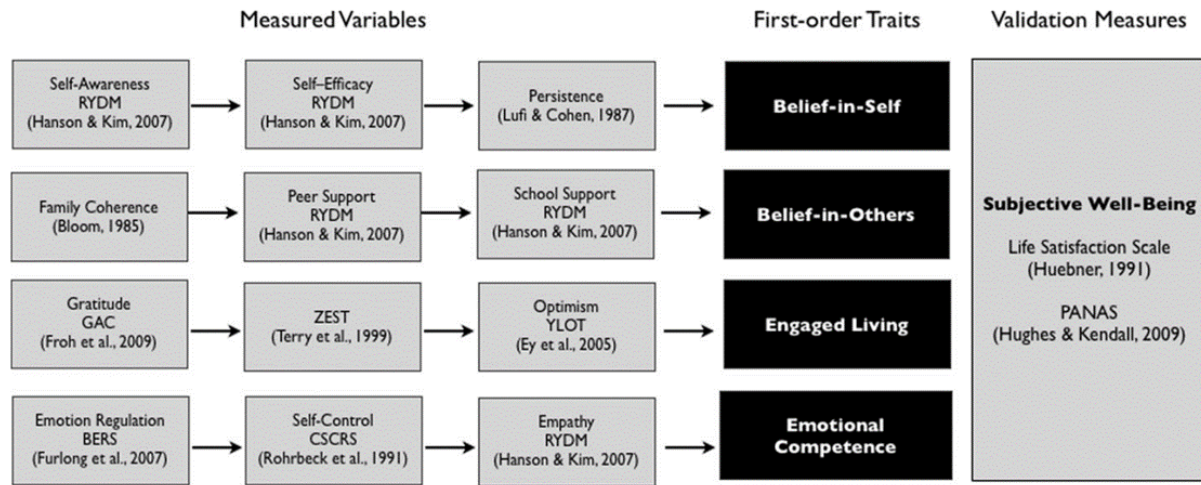 Measured Variables
First-order Traits
Validation Measures
Self-Awareness
RYDM
(Hanson & Kim, 2007)
Self–Efficacy
RYDM
(Hanson & Kim, 2007)
Persistence
(Lufi & Cohen, 1987)
Belief-in-Self
Family Coherence
(Bloom, 1985)
Peer Support
RYDM
(Hanson & Kim, 2007)
School Support
RYDM
(Hanson & Kim, 2007)
Belief-in-Others
Gratitude
GAC
(Froh et al., 2009)
ZEST
(Terry et al., 1999)
Optimism
YLOT
(Ey et al., 2005)
Engaged Living
Emotion Regulation
BERS
(Furlong et al., 2007)
Self-Control
CSCRS
(Rohrbeck et al., 1991)
Empathy
RYDM
(Hanson & Kim, 2007)
Emotional
Competence
Subjective Well-Being
Life Satisfaction Scale
(Huebner, 1991)
PANAS
(Hughes & Kendall, 2009)